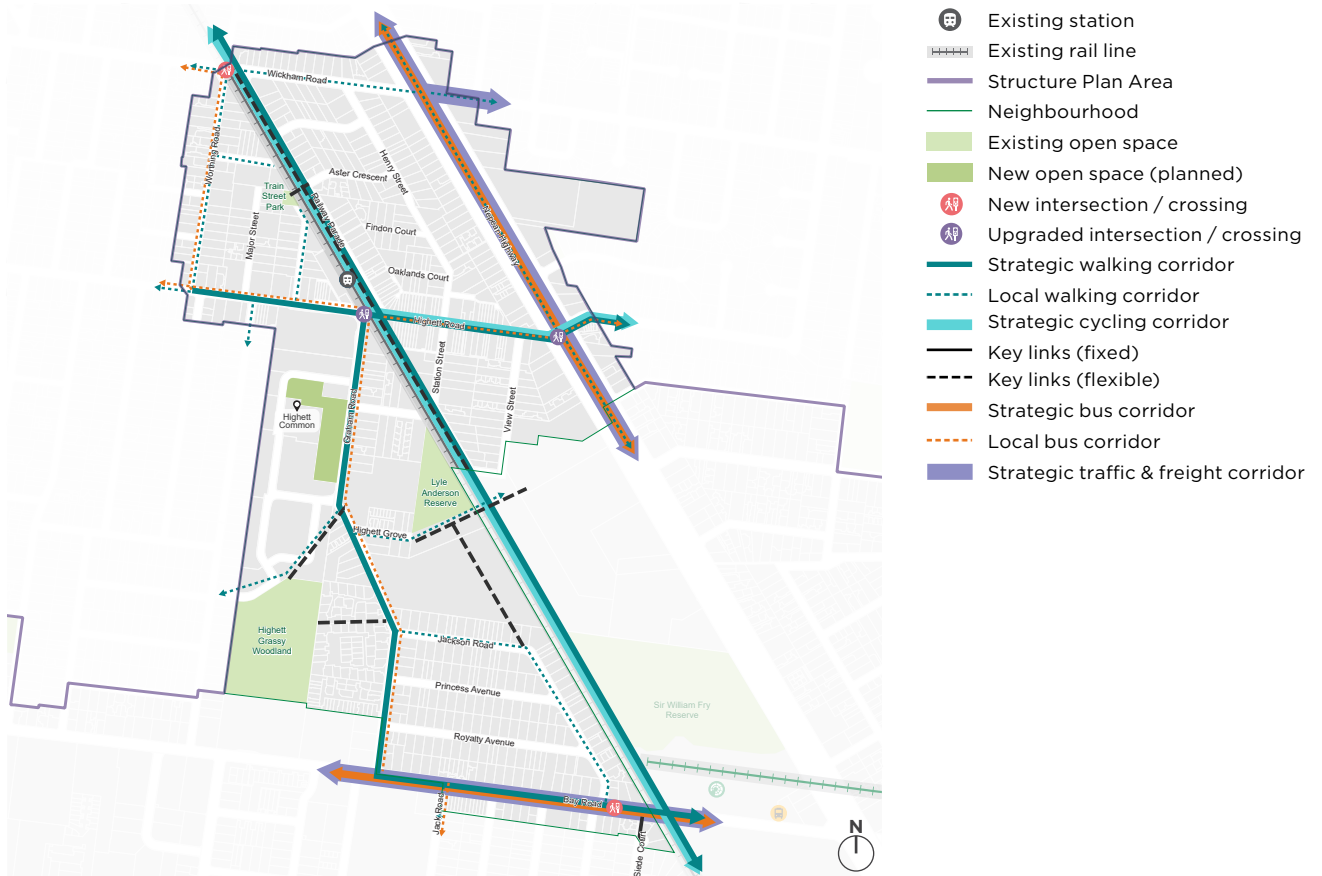 Wickham Road
Worthing Road
Henry Street
Aster Crescent
Train
Street
Park
Railway Parade
Major Street
Findon Court
Nepean Highway
Oaklands Court
Highett Road
Station Street
View Street
Graham Road
Highett
Common
Lyle
Anderson
Reserve
Highett Grove
Highett
Grassy
Woodland
Jackson Road
Princess Avenue
Sir William Fry
Reserve
Royalty Avenue
Bay Road
Jack Road
Siede Court
N
Existing station
Existing rail line
Structure Plan Area
Neighbourhood
Existing open space
New open space (planned)
New intersection / crossing
Upgraded intersection / crossing
Strategic walking corridor
Local walking corridor
Strategic cycling corridor
Key links (fixed)
Key links (flexible)
Strategic bus corridor
Local bus corridor
Strategic traffic & freight corridor